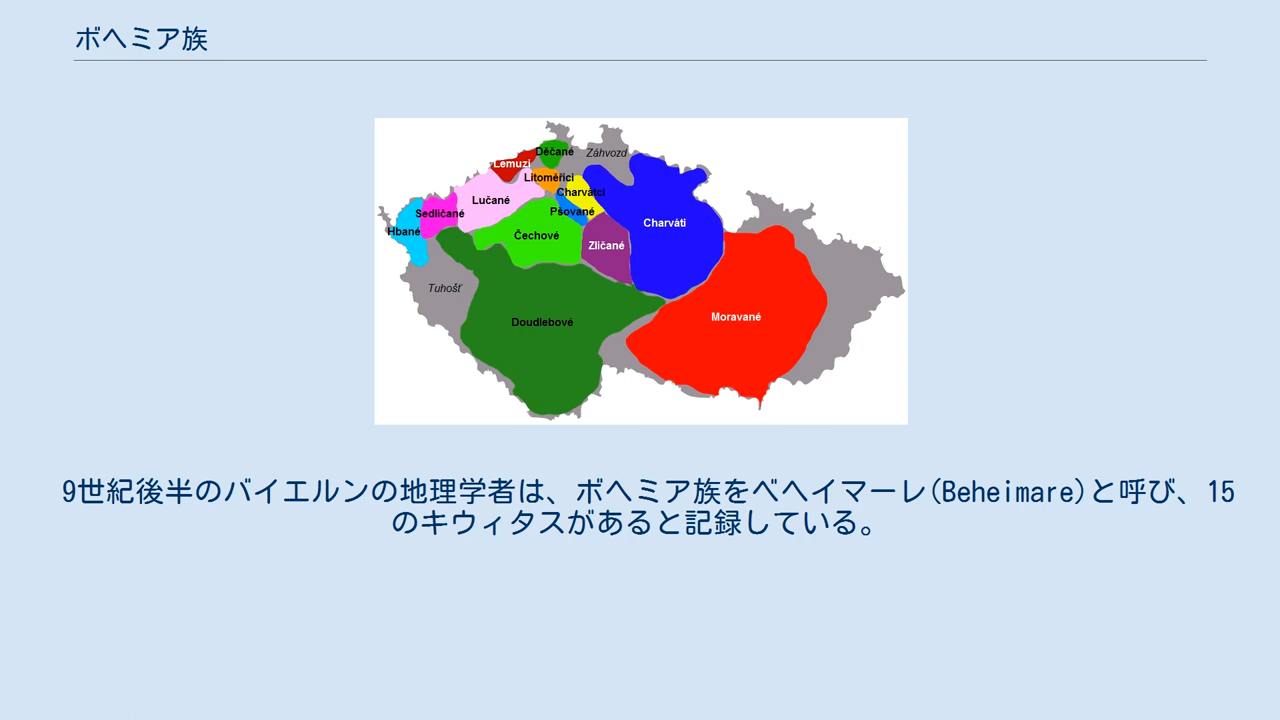 ボヘミア族
Děčané
Záhvozd
Lemuzi
Litoměřici
Charvátci
Lučané
Sedličané
Pšované
Charváti
Hbané
Čechové
Zličané
Tuhošť
Doudlebové
Moravané
9世紀後半のバイエルンの地理学者は、ボヘミア族をベヘイマーレ(Beheimare)と呼び、15
のキウィタスがあると記録している。